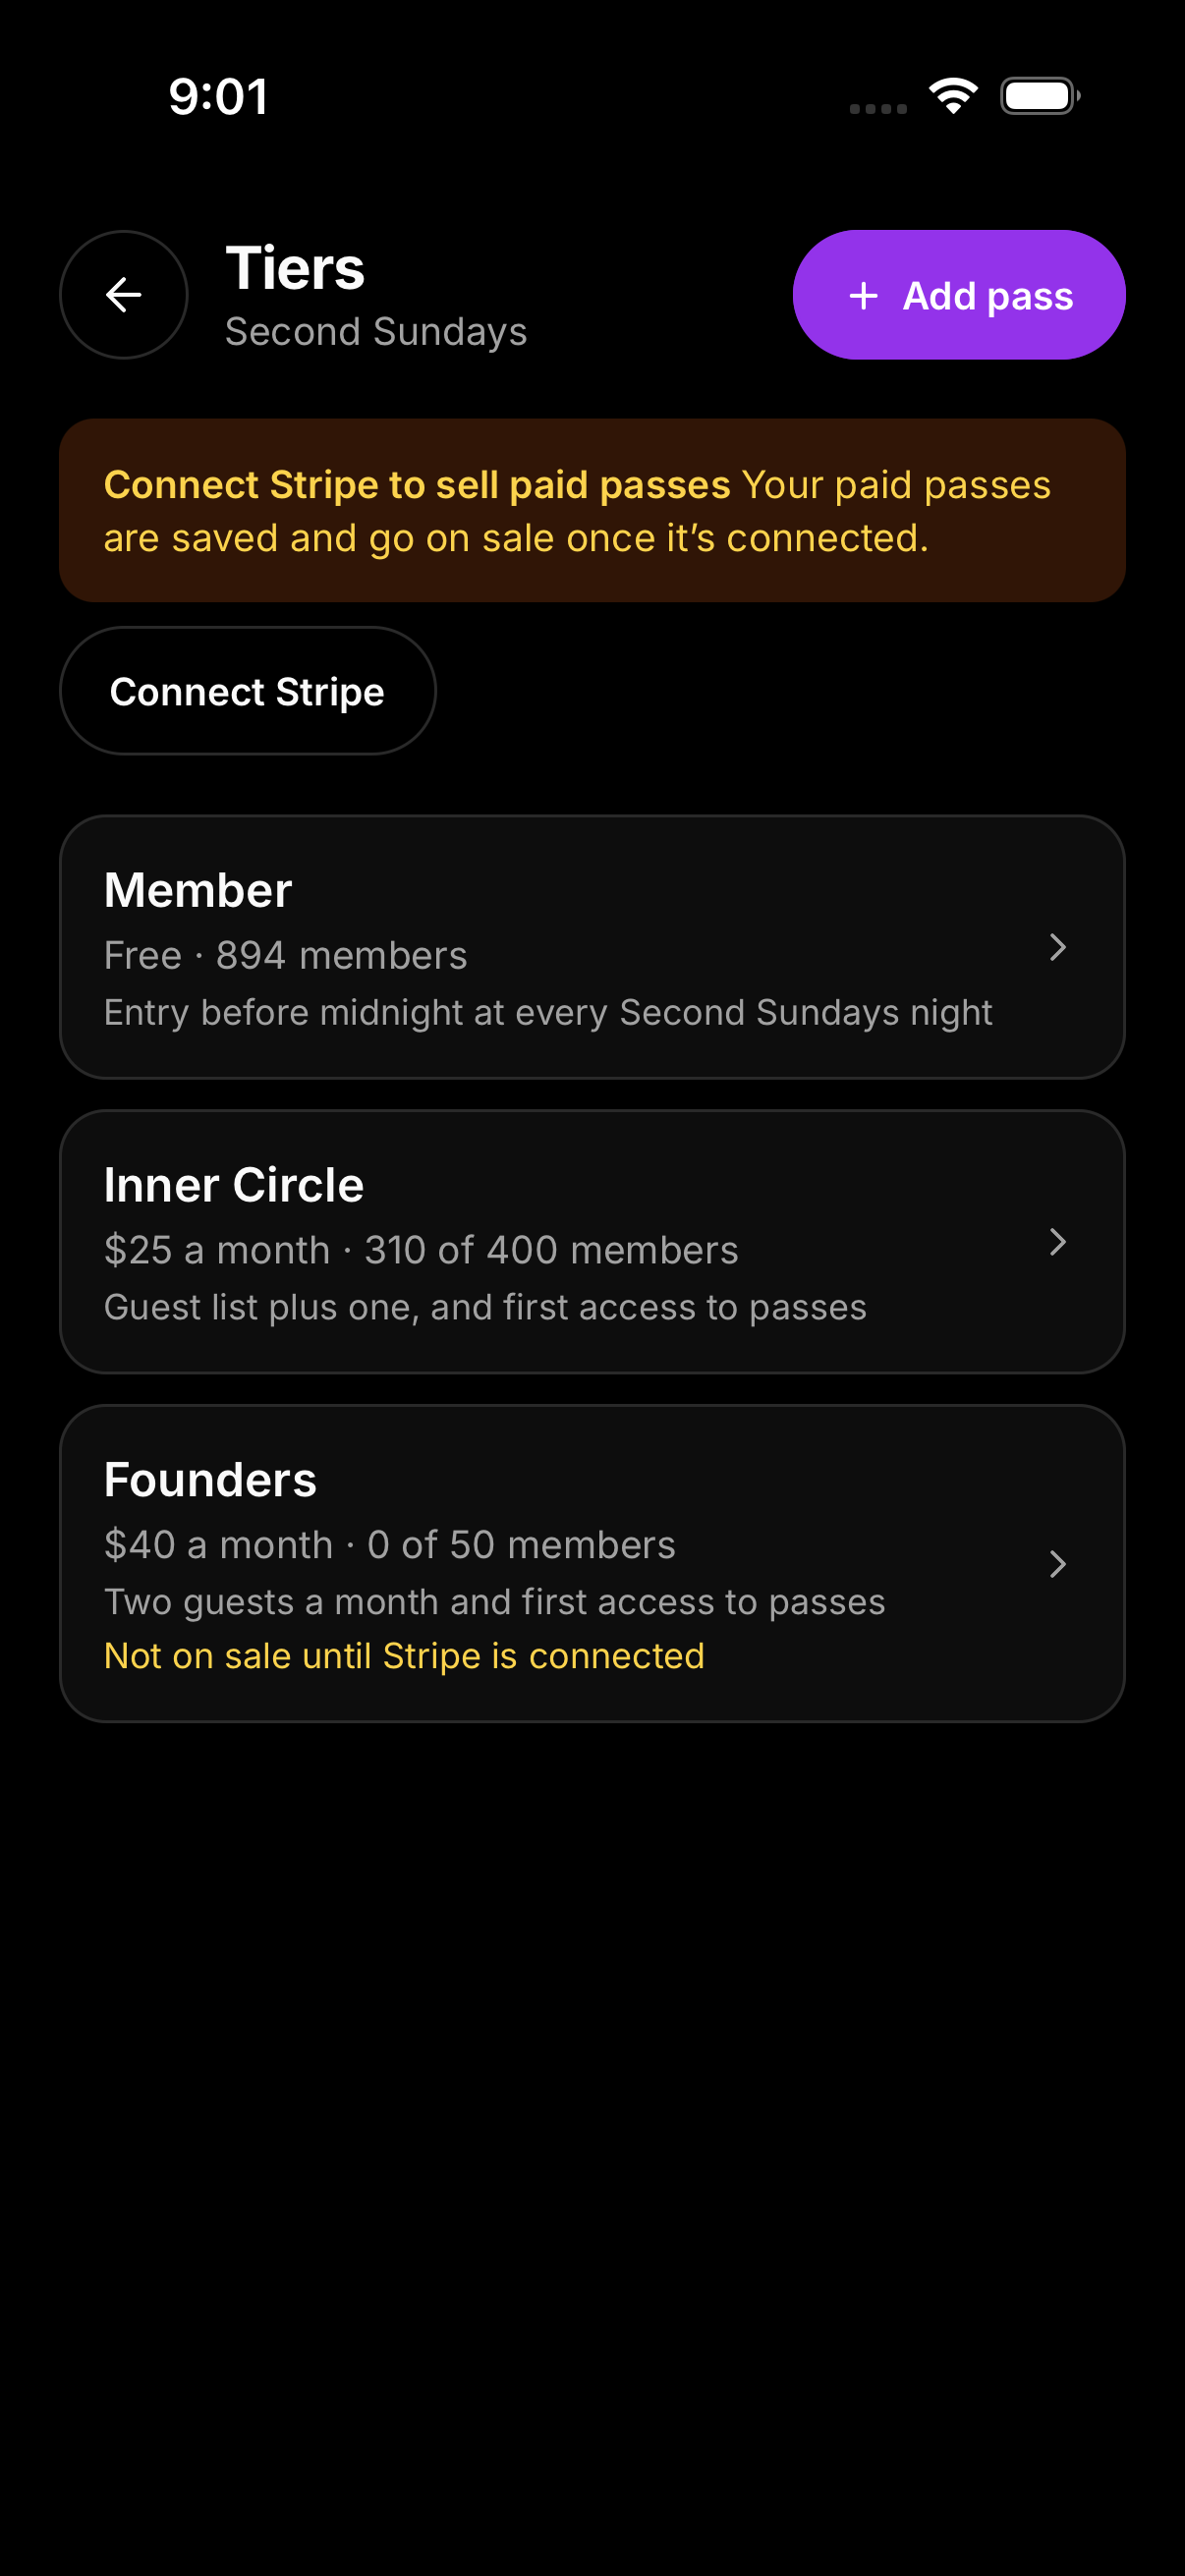 9:01
Tiers
Second Sundays
Add pass
Connect Stripe to sell paid passes Your paid passes
are saved and go on sale once it’s connected.
Connect Stripe
Member
Free · 894 members
Entry before midnight at every Second Sundays night
Inner Circle
$25 a month · 310 of 400 members
Guest list plus one, and first access to passes
Founders
$40 a month · 0 of 50 members
Two guests a month and first access to passes
Not on sale until Stripe is connected